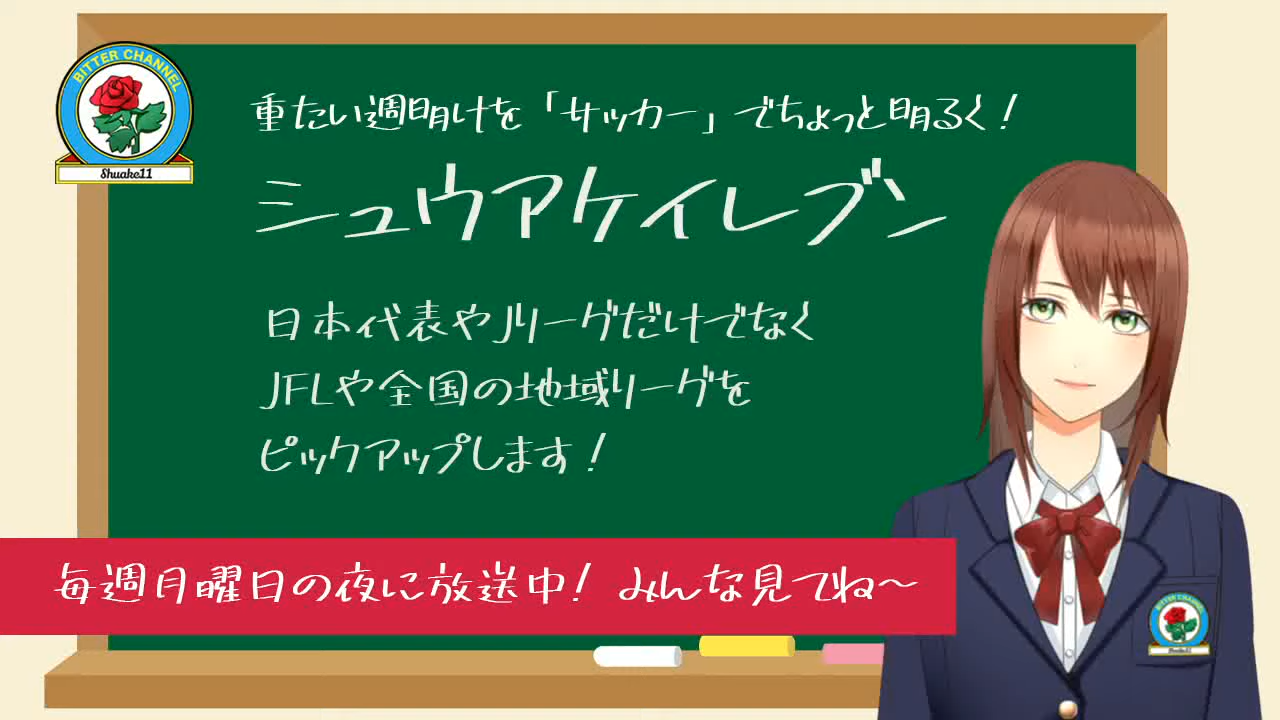 BITTER CHANNEL
Shuake11
重たい週明けを「サッカー」でちょっと明るく！
シュウアケイレブン
日本代表やJリーグだけでなく
JFLや全国の地域リーグを
ピックアップします！
毎週月曜日の夜に放送中！ みんな見てね～
BITTER CHANNEL
Shuake11